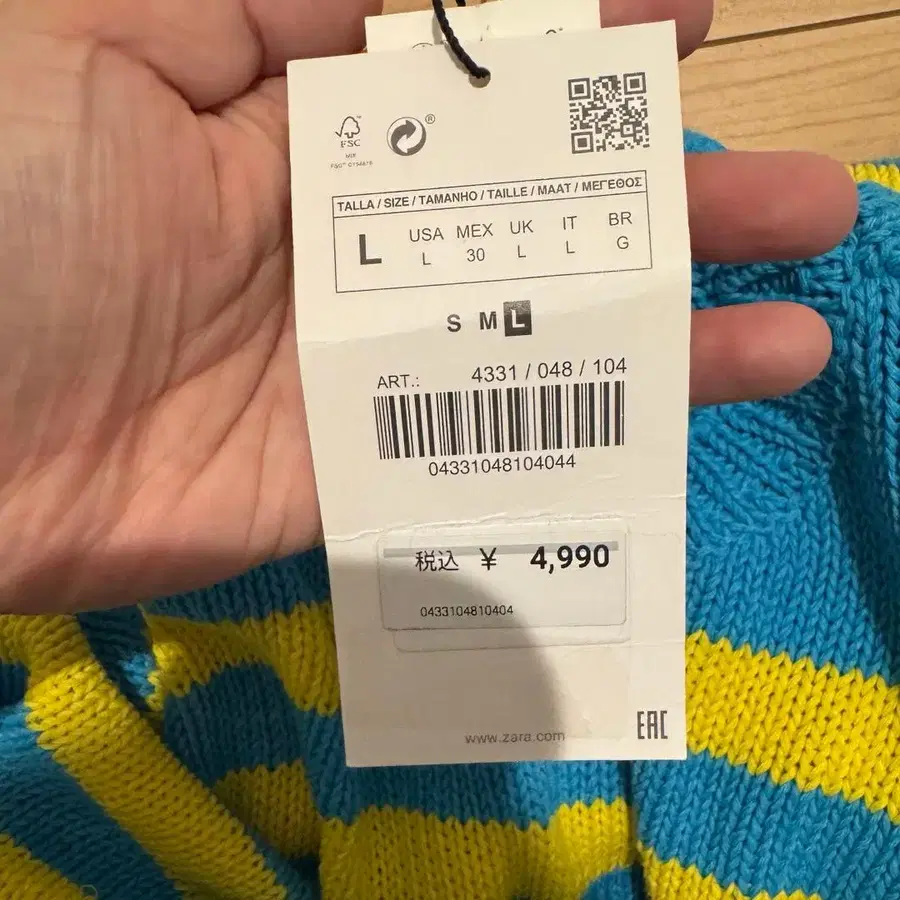 FSC
MIX
®
TALLA / SIZE / TAMANHO / TAILLE / MAAT / ΜΕΓΕΘΟΣ
L
USA MEX UK IT BR
L 30 L L G
S M L
ART.: 4331 / 048 / 104
04331048104044
税込 ¥ 4,990
0433104810404
www.zara.com
EAC